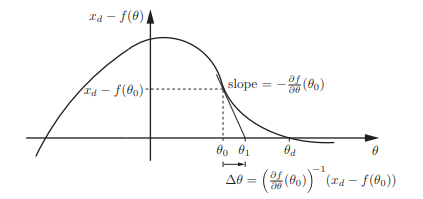 x_d − f(θ)
x_d − f(θ_0)
slope = −∂f/∂θ(θ_0)
θ_0 θ_1 θ_d θ
Δθ = (∂f/∂θ(θ_0))^{−1}(x_d − f(θ_0))